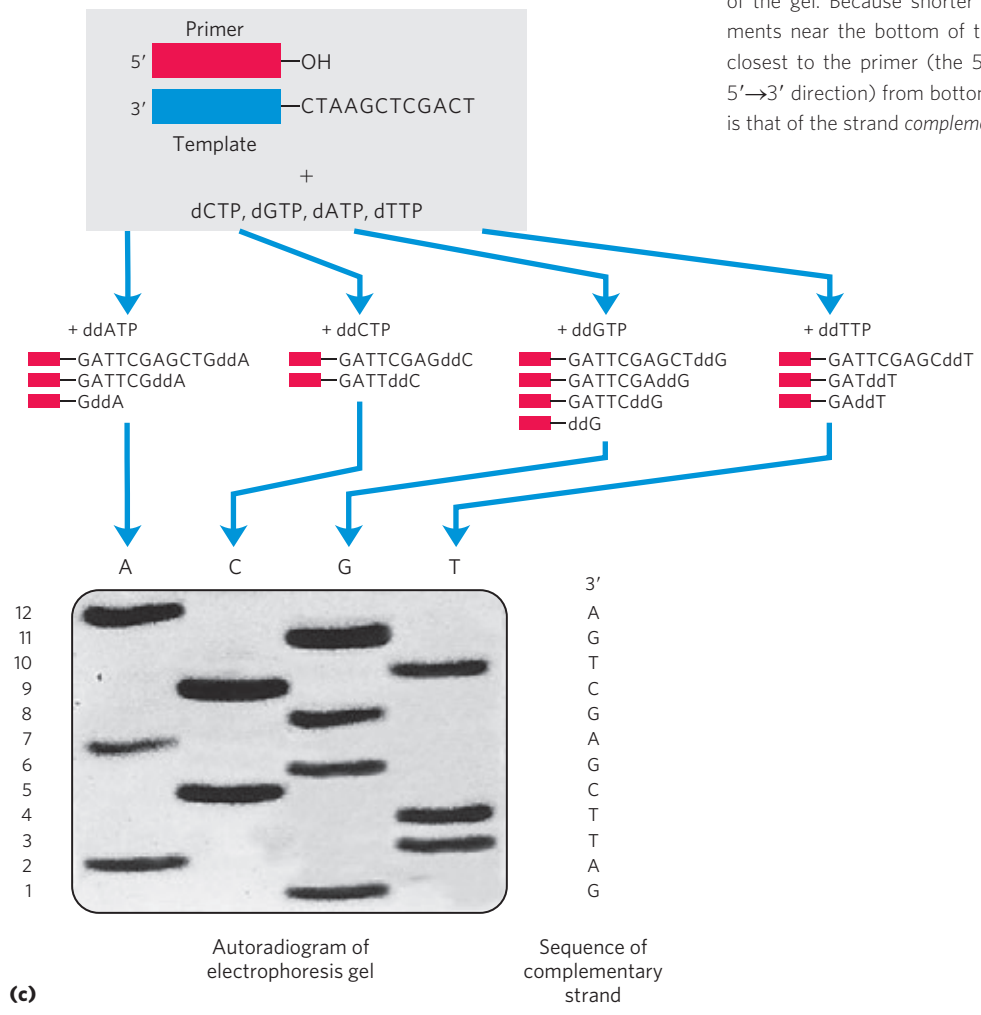 of the gel. Because shorter
ments near the bottom of t
closest to the primer (the 5
5′→3′ direction) from bottor
is that of the strand complem
Primer
5′ OH
3′ CTAAGCTCGACT
Template
+
dCTP, dGTP, dATP, dTTP
+ ddATP
GATTCGAGCTGddA
GATTCGddA
GddA
+ ddCTP
GATTCGAGddC
GATTddC
+ ddGTP
GATTCGAGCTddG
GATTCGAddG
GATTCddG
ddG
+ ddTTP
GATTCGAGCddT
GATddT
GAddT
A C G T
3′
12 A
11 G
10 T
9 C
8 G
7 A
6 G
5 C
4 T
3 T
2 A
1 G
Autoradiogram of
electrophoresis gel
Sequence of
complementary
strand
(c)